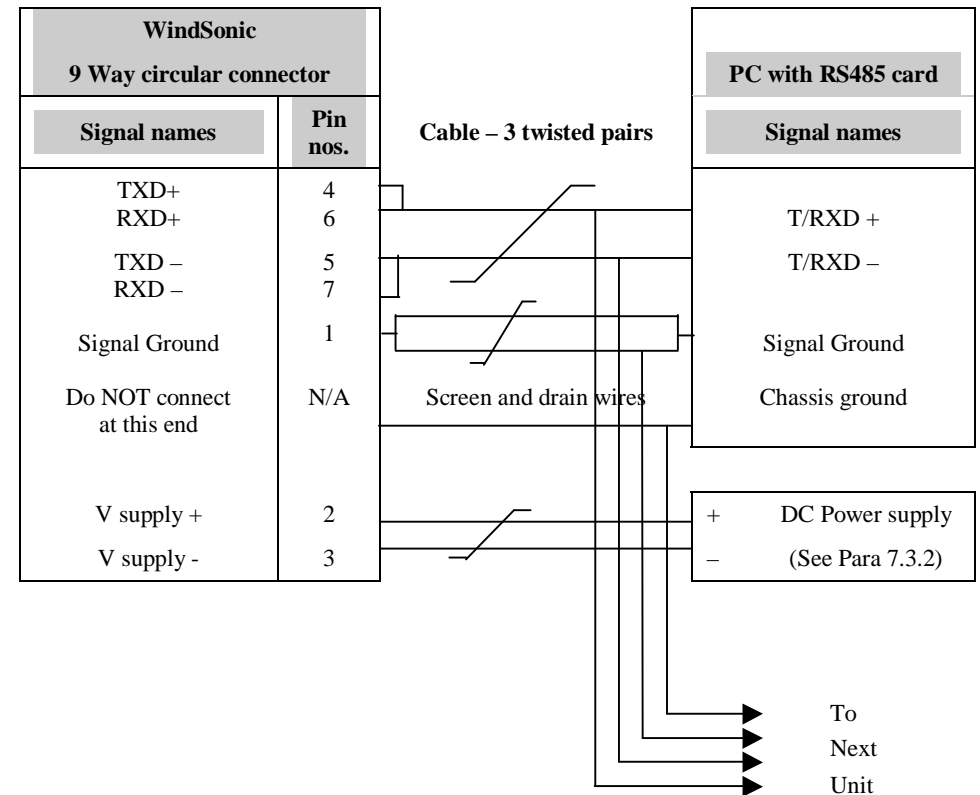 WindSonic
9 Way circular connector
PC with RS485 card
Signal names
Pin
nos.
Cable – 3 twisted pairs
Signal names
TXD+ 4
RXD+ 6 T/RXD +
TXD – 5 T/RXD –
RXD – 7
Signal Ground 1 Signal Ground
Do NOT connect N/A Screen and drain wires Chassis ground
at this end
V supply + 2 + DC Power supply
V supply - 3 – (See Para 7.3.2)
To
Next
Unit